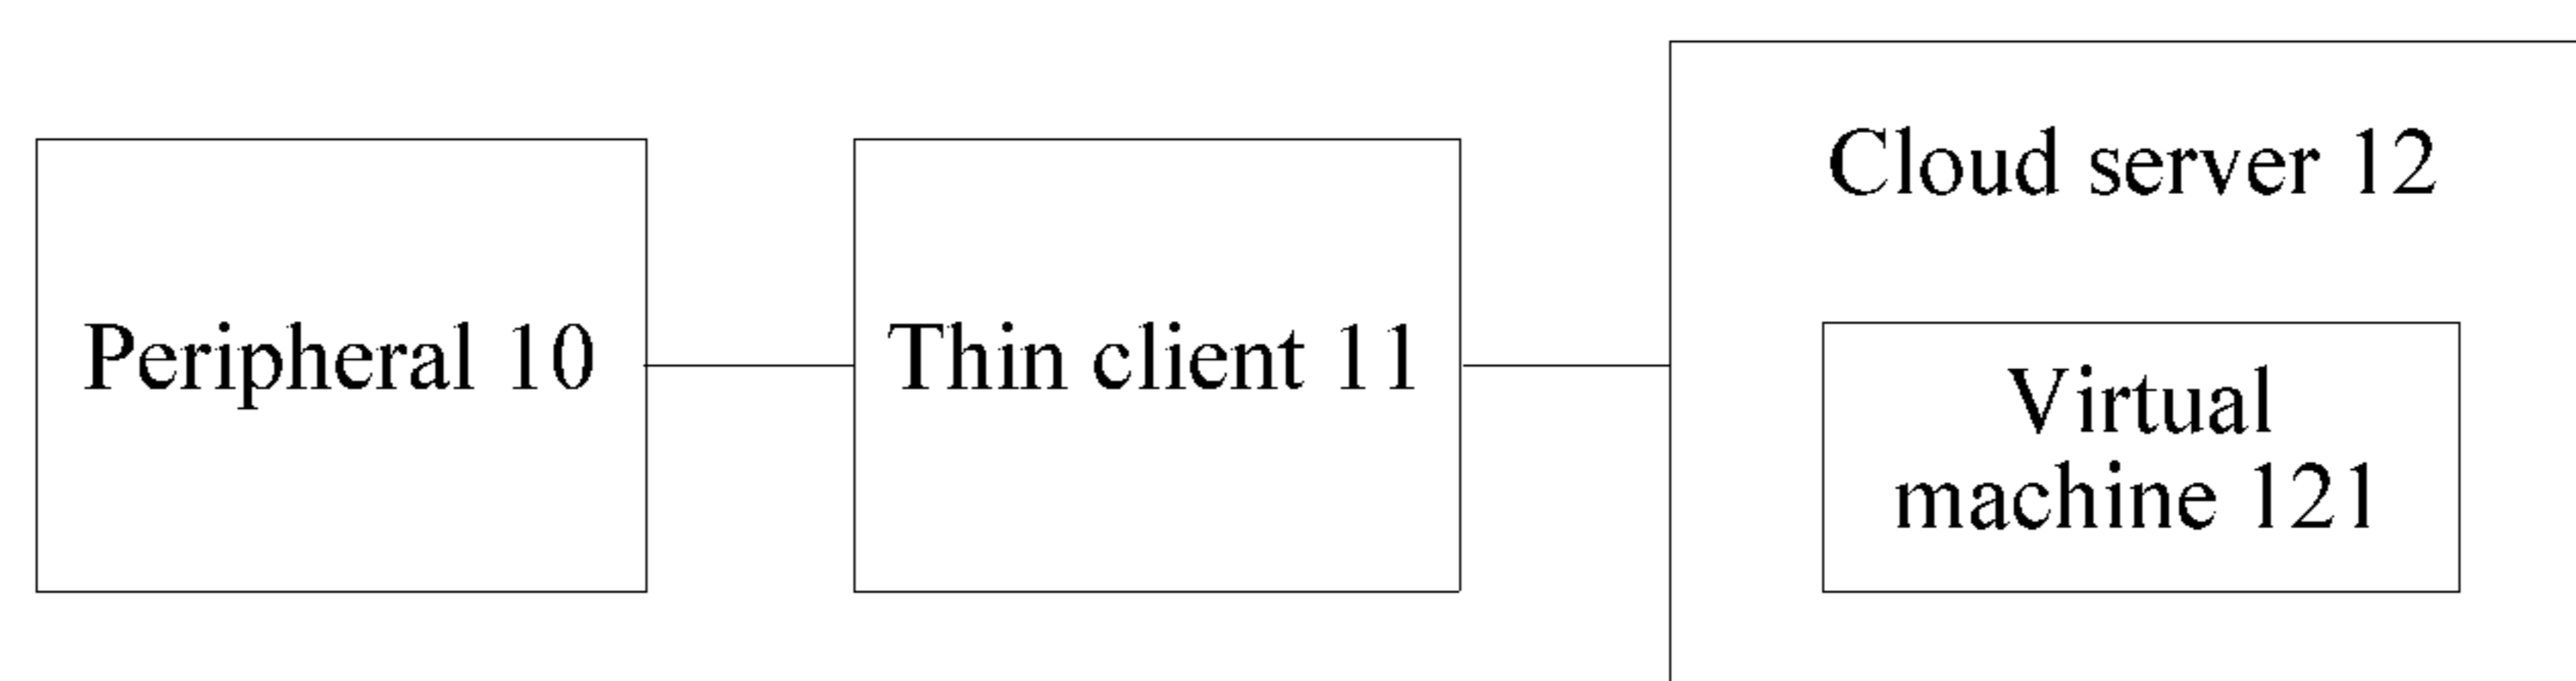 Peripheral 10
Thin client 11
Cloud server 12
Virtual
machine 121